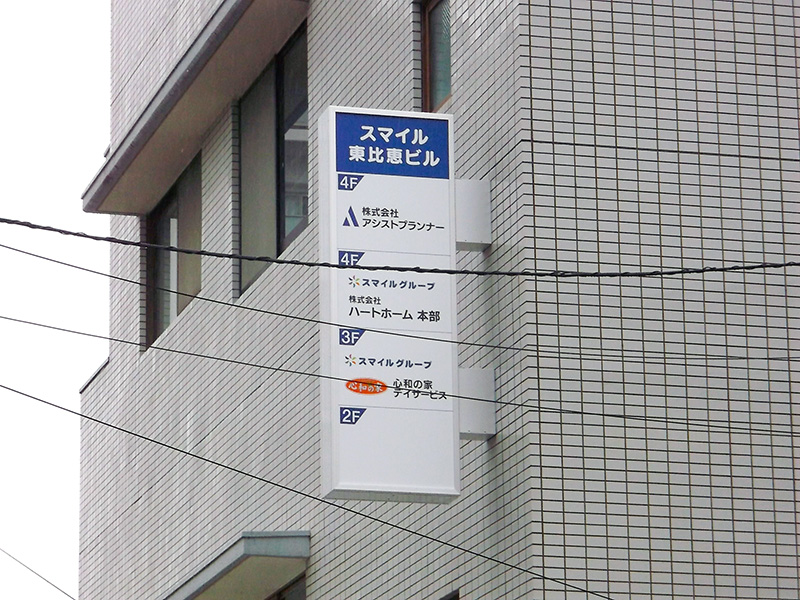 スマイル
東比恵ビル
4F
株式会社
アシストプランナー
4F
スマイルグループ
株式会社
ハートホーム 本部
3F
スマイルグループ
心和の家
心和の家
デイサービス
2F